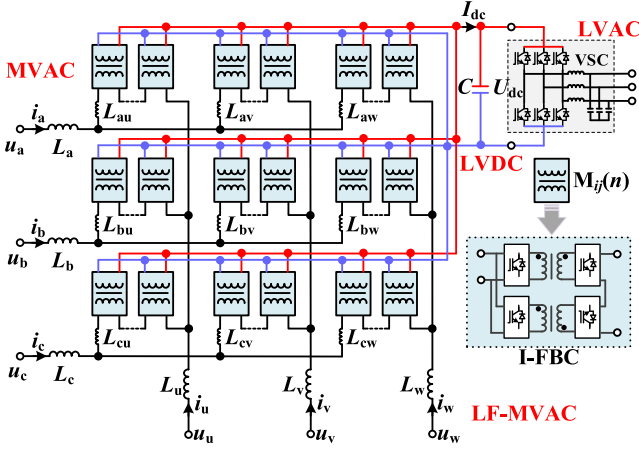 I_dc
LVAC
MVAC
VSC
C
U_dc
i_a
L_au
L_av
L_aw
u_a
L_a
LVDC
M_ij(n)
i_b
L_bu
L_bv
L_bw
u_b
L_b
i_c
L_cu
L_cv
L_cw
I-FBC
u_c
L_c
L_u
L_v
L_w
i_u
i_v
i_w
LF-MVAC
u_u
u_v
u_w